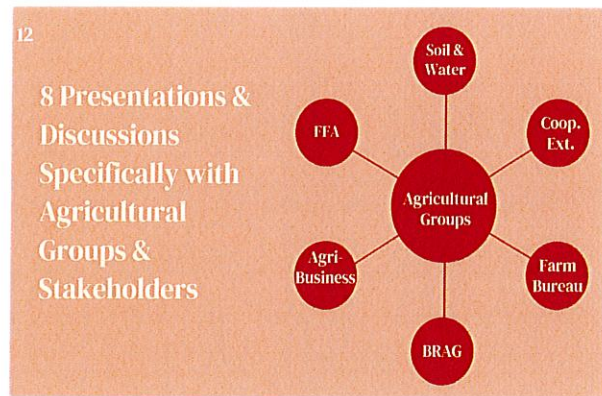 12
8 Presentations &
Discussions
Specifically with
Agricultural
Groups &
Stakeholders
Soil &
Water
FFA
Coop.
Ext.
Agricultural
Groups
Agri-
Business
Farm
Bureau
BRAG